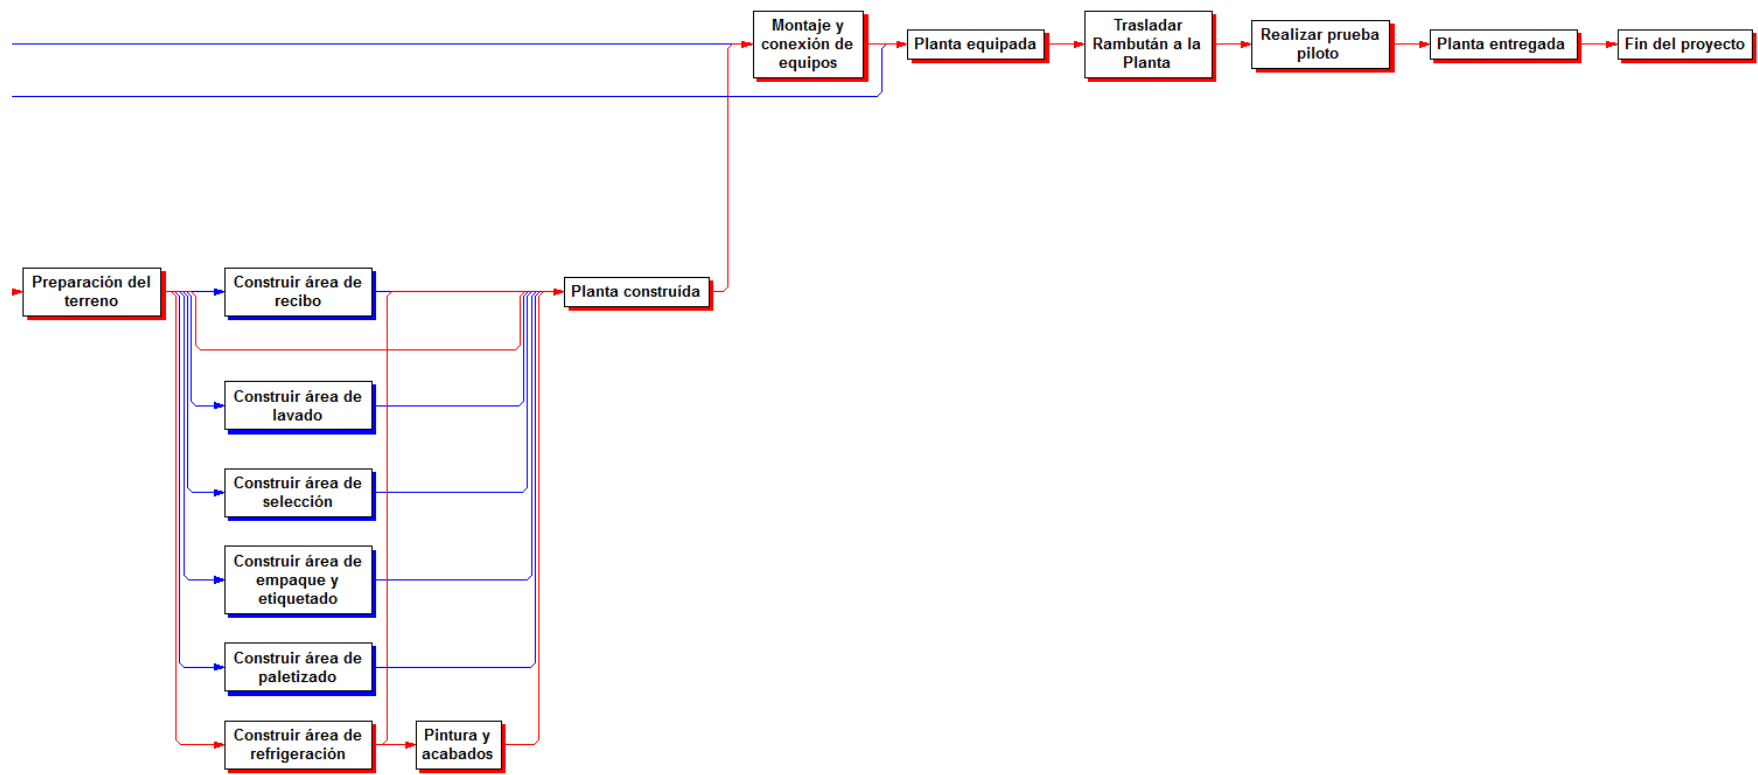 Montaje y
conexión de
equipos
Planta equipada
Trasladar
Rambután a la
Planta
Realizar prueba
piloto
Planta entregada
Fin del proyecto
Preparación del
terreno
Construir área de
recibo
Planta construída
Construir área de
lavado
Construir área de
selección
Construir área de
empaque y
etiquetado
Construir área de
paletizado
Construir área de
refrigeración
Pintura y
acabados